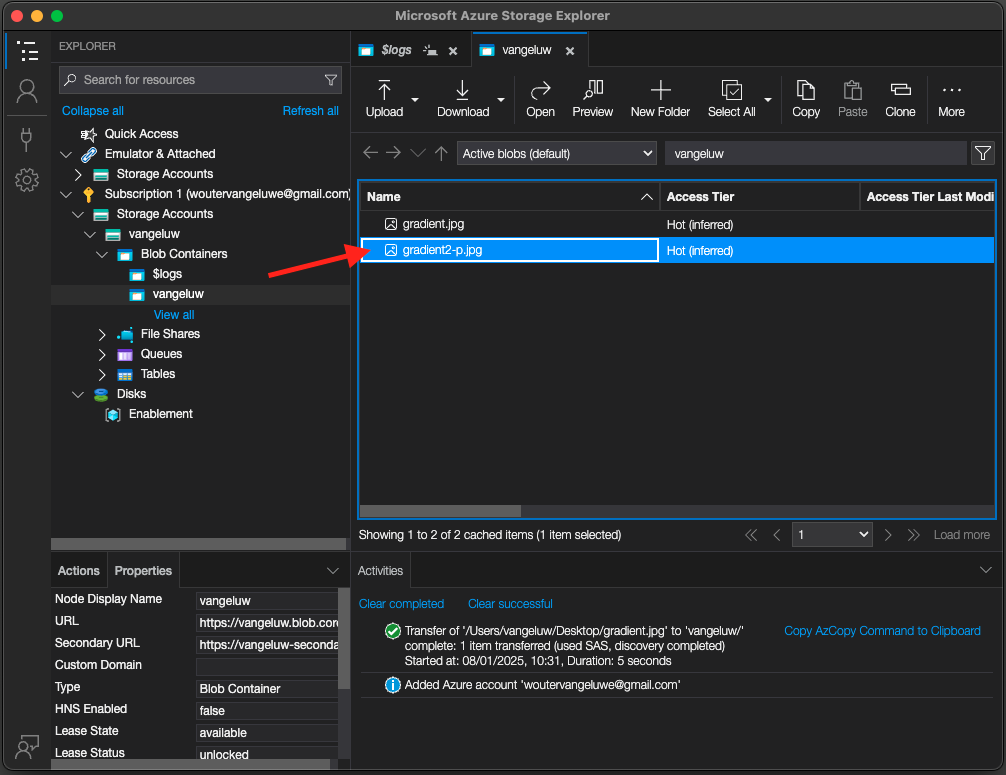 Microsoft Azure Storage Explorer
EXPLORER
Search for resources
Collapse all
Refresh all
Quick Access
Emulator & Attached
Storage Accounts
Subscription 1 (woutervangeluwe@gmail.com)
Storage Accounts
vangeluw
Blob Containers
$logs
vangeluw
View all
File Shares
Queues
Tables
Disks
Enablement
Actions
Properties
Node Display Name
vangeluw
URL
https://vangeluw.blob.core
Secondary URL
https://vangeluw-seconda
Custom Domain
Type
Blob Container
HNS Enabled
false
Lease State
available
Lease Status
unlocked
$logs
vangeluw
Upload
Download
Open
Preview
New Folder
Select All
Copy
Paste
Clone
More
Active blobs (default)
vangeluw
Name
Access Tier
Access Tier Last Modi
gradient.jpg
Hot (inferred)
gradient2-p.jpg
Hot (inferred)
Showing 1 to 2 of 2 cached items (1 item selected)
1
Load more
Activities
Clear completed
Clear successful
Transfer of '/Users/vangeluw/Desktop/gradient.jpg' to 'vangeluw/'
complete: 1 item transferred (used SAS, discovery completed)
Started at: 08/01/2025, 10:31, Duration: 5 seconds
Copy AzCopy Command to Clipboard
Added Azure account 'woutervangeluwe@gmail.com'